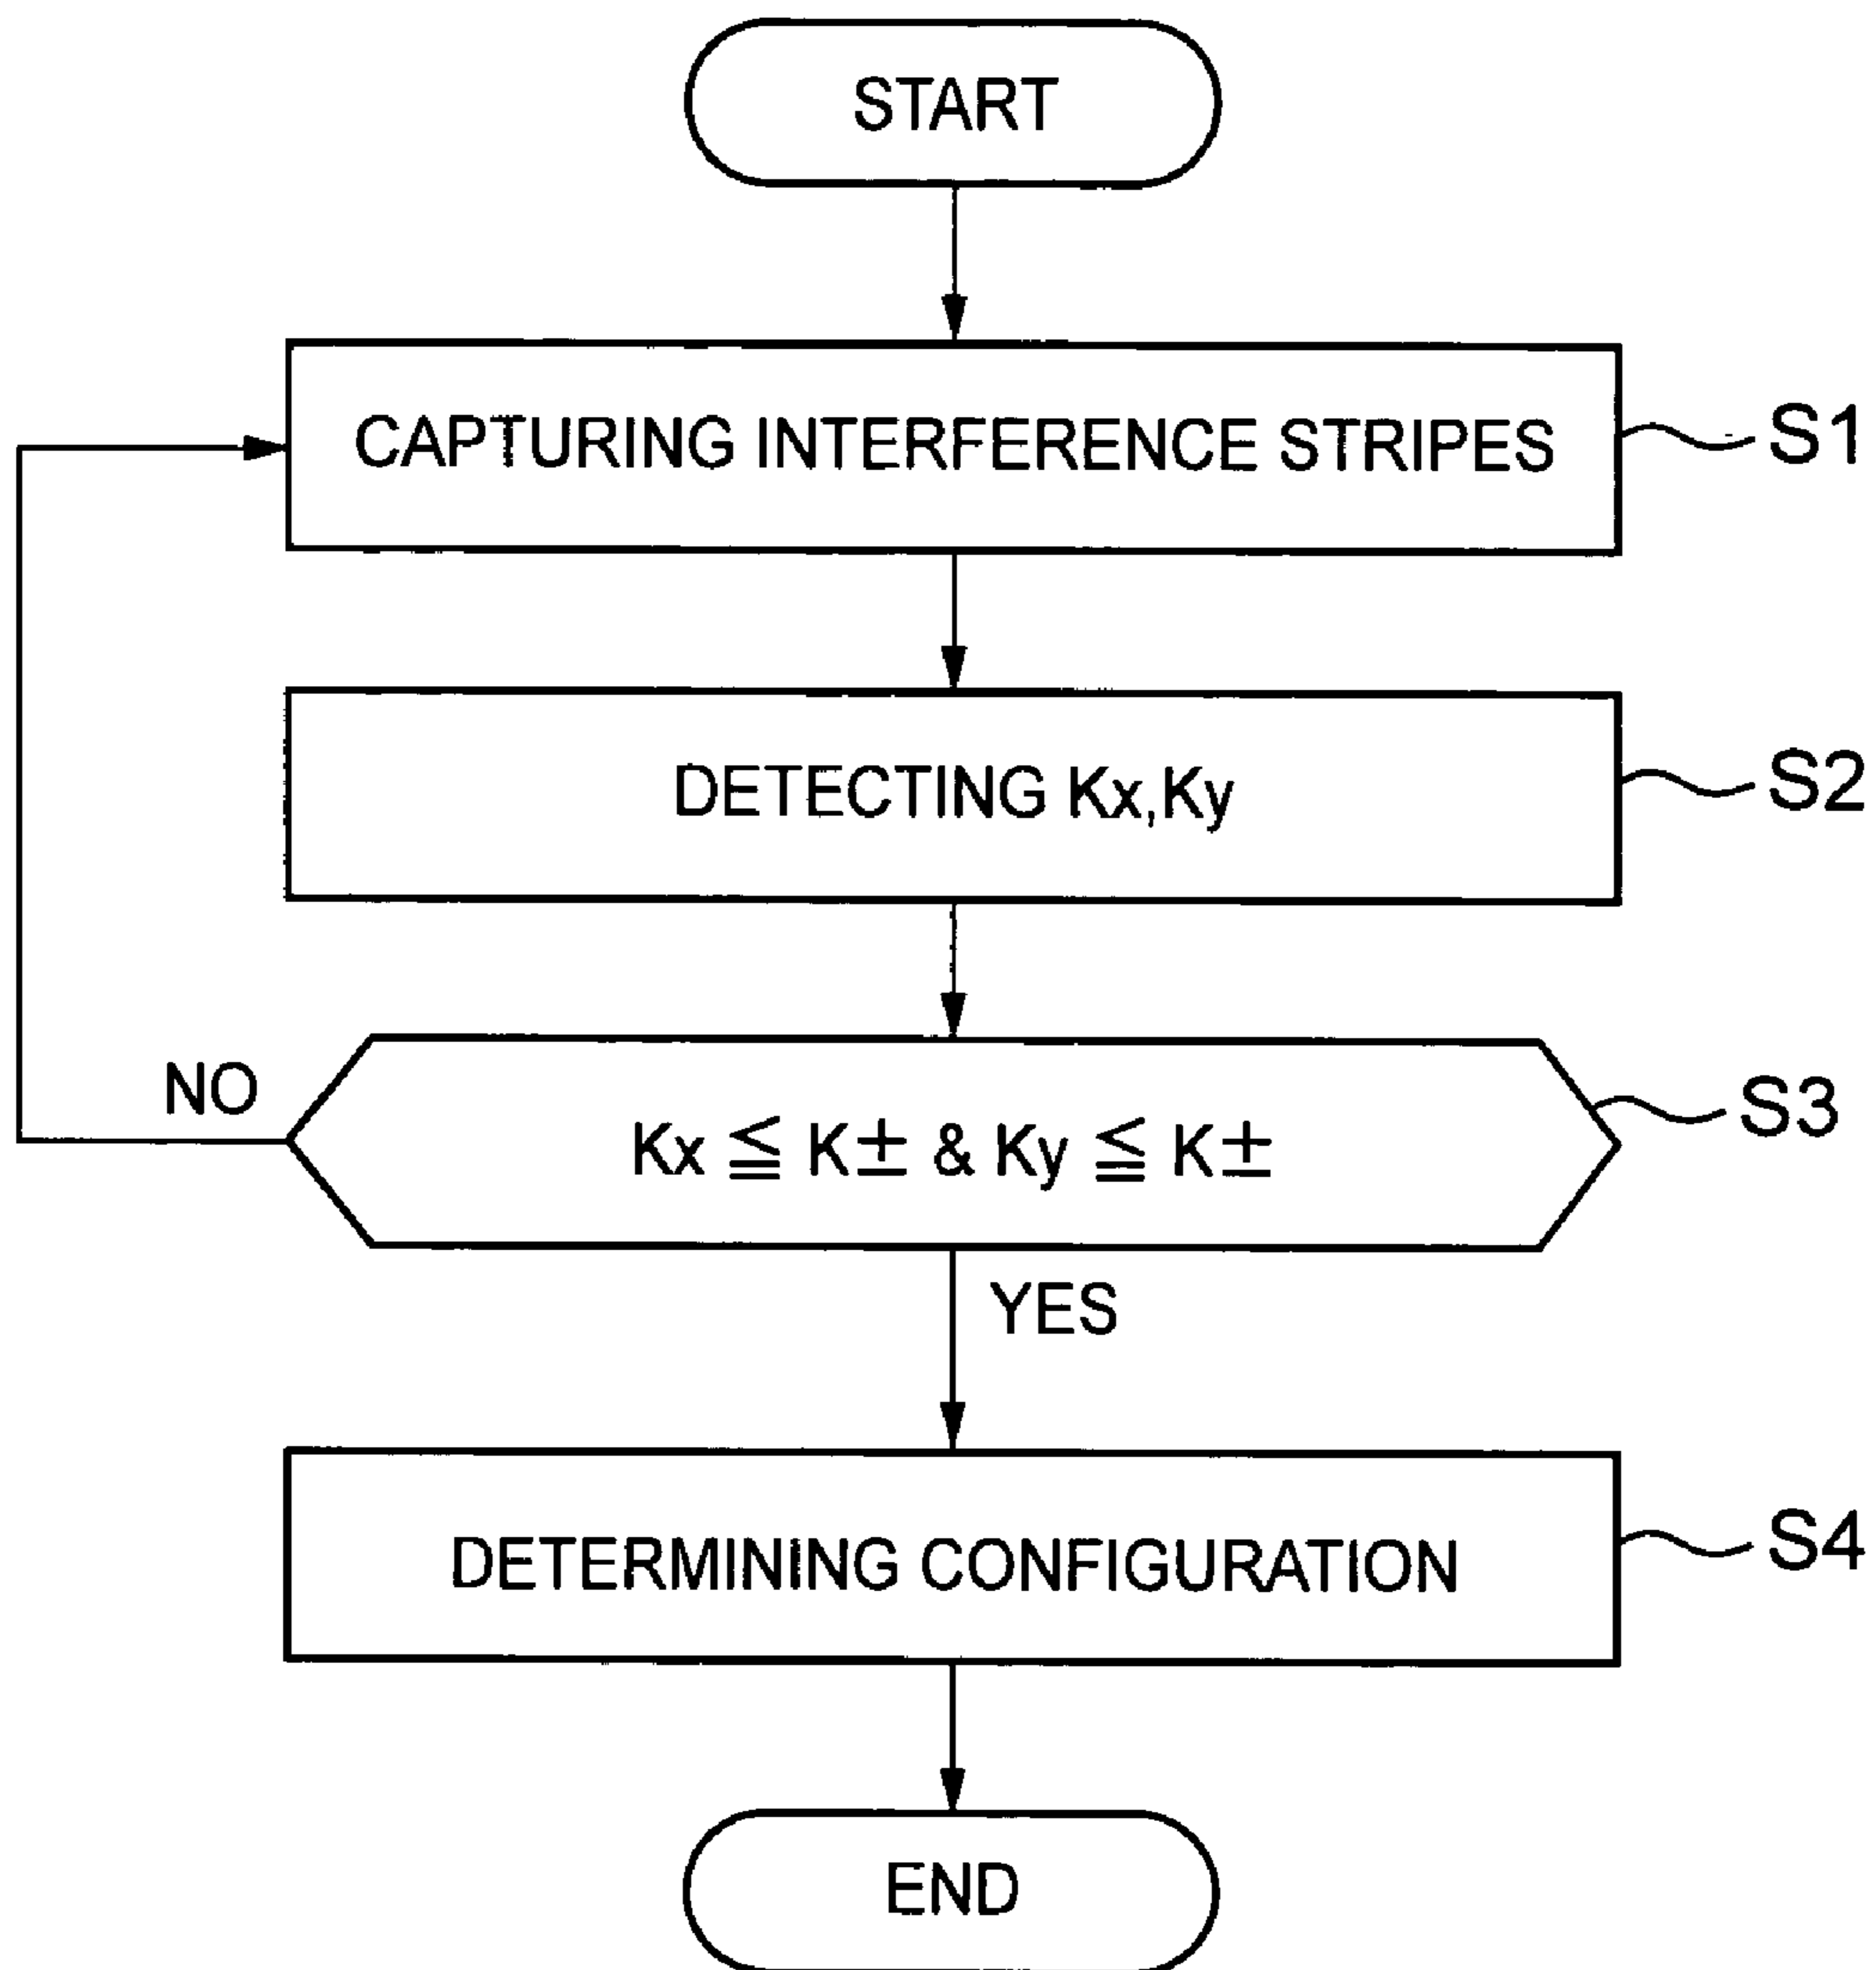 START
CAPTURING INTERFERENCE STRIPES
S1
DETECTING Kx,Ky
S2
NO
Kx ≦ K± & Ky ≦ K±
S3
YES
DETERMINING CONFIGURATION
S4
END